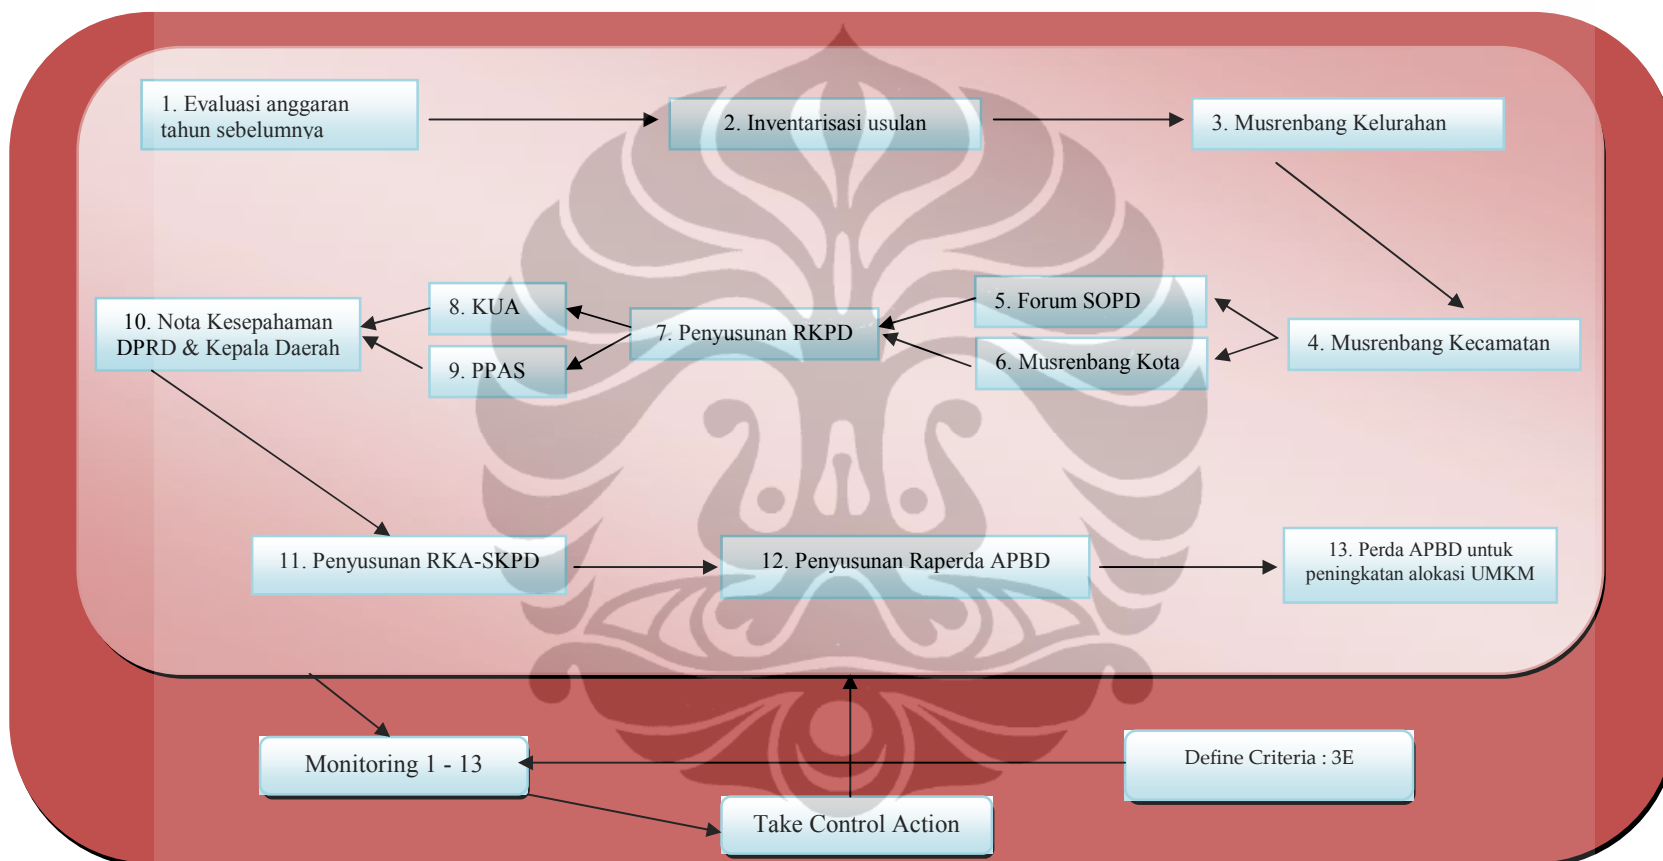 1. Evaluasi anggaran
tahun sebelumnya
2. Inventarisasi usulan
3. Musrenbang Kelurahan
4. Musrenbang Kecamatan
5. Forum SOPD
6. Musrenbang Kota
7. Penyusunan RKPD
8. KUA
9. PPAS
10. Nota Kesepahaman
DPRD & Kepala Daerah
11. Penyusunan RKA-SKPD
12. Penyusunan Raperda APBD
13. Perda APBD untuk
peningkatan alokasi UMKM
Monitoring 1 - 13
Define Criteria : 3E
Take Control Action